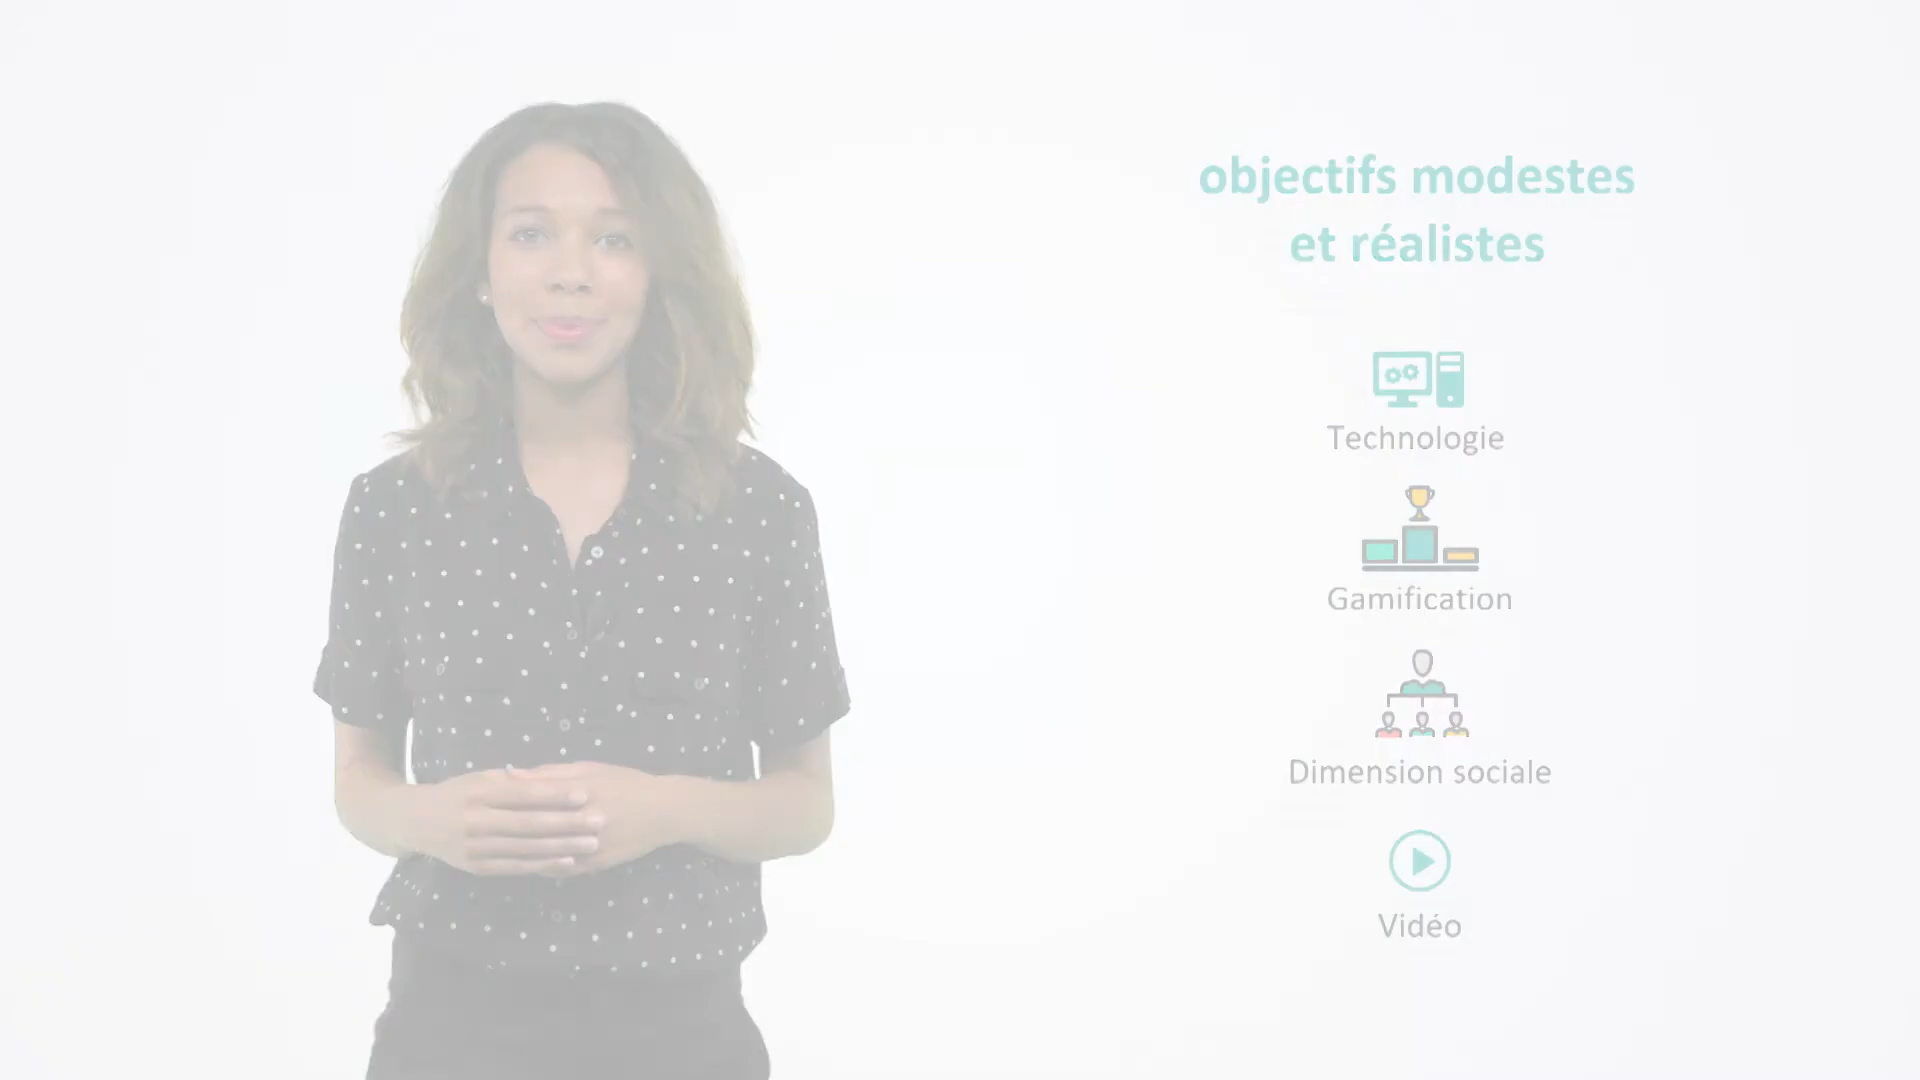 objectifs modestes
et réalistes
Technologie
Gamification
Dimension sociale
Vidéo